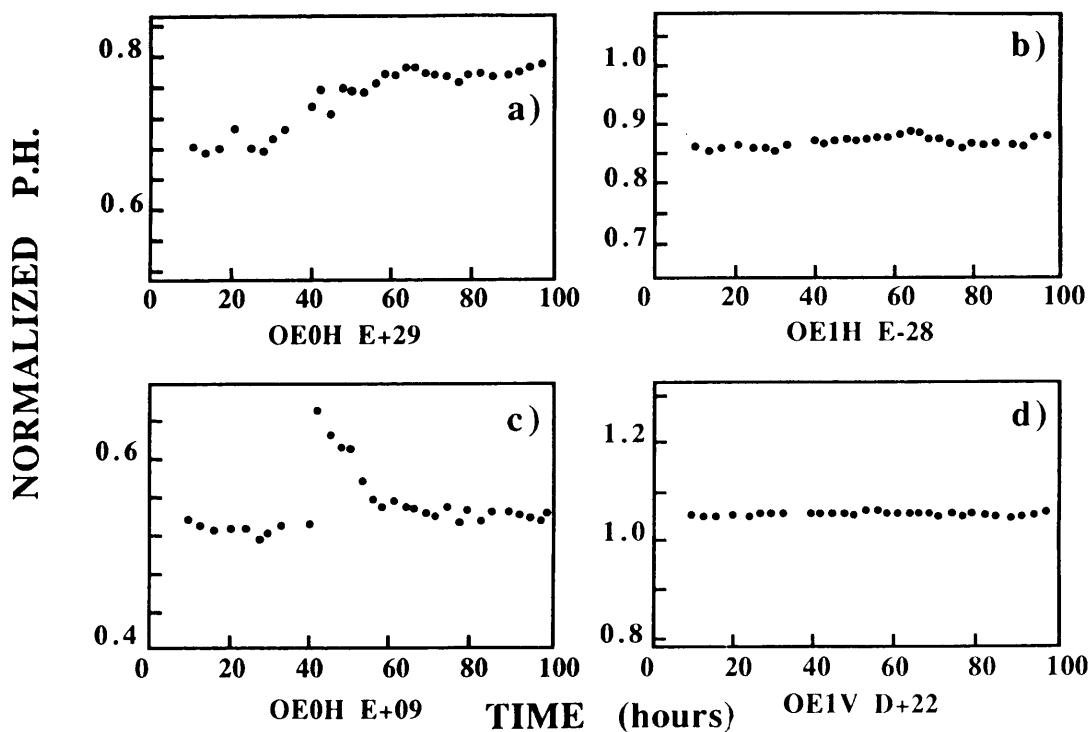 NORMALIZED P.H.
0.8
0.6
a)
0 20 40 60 80 100
OE0H E+29
1.0
0.9
0.8
0.7
b)
0 20 40 60 80 100
OE1H E-28
0.6
0.4
c)
0 20 40 60 80 100
OE0H E+09
1.2
1.0
0.8
d)
0 20 40 60 80 100
OE1V D+22
TIME (hours)